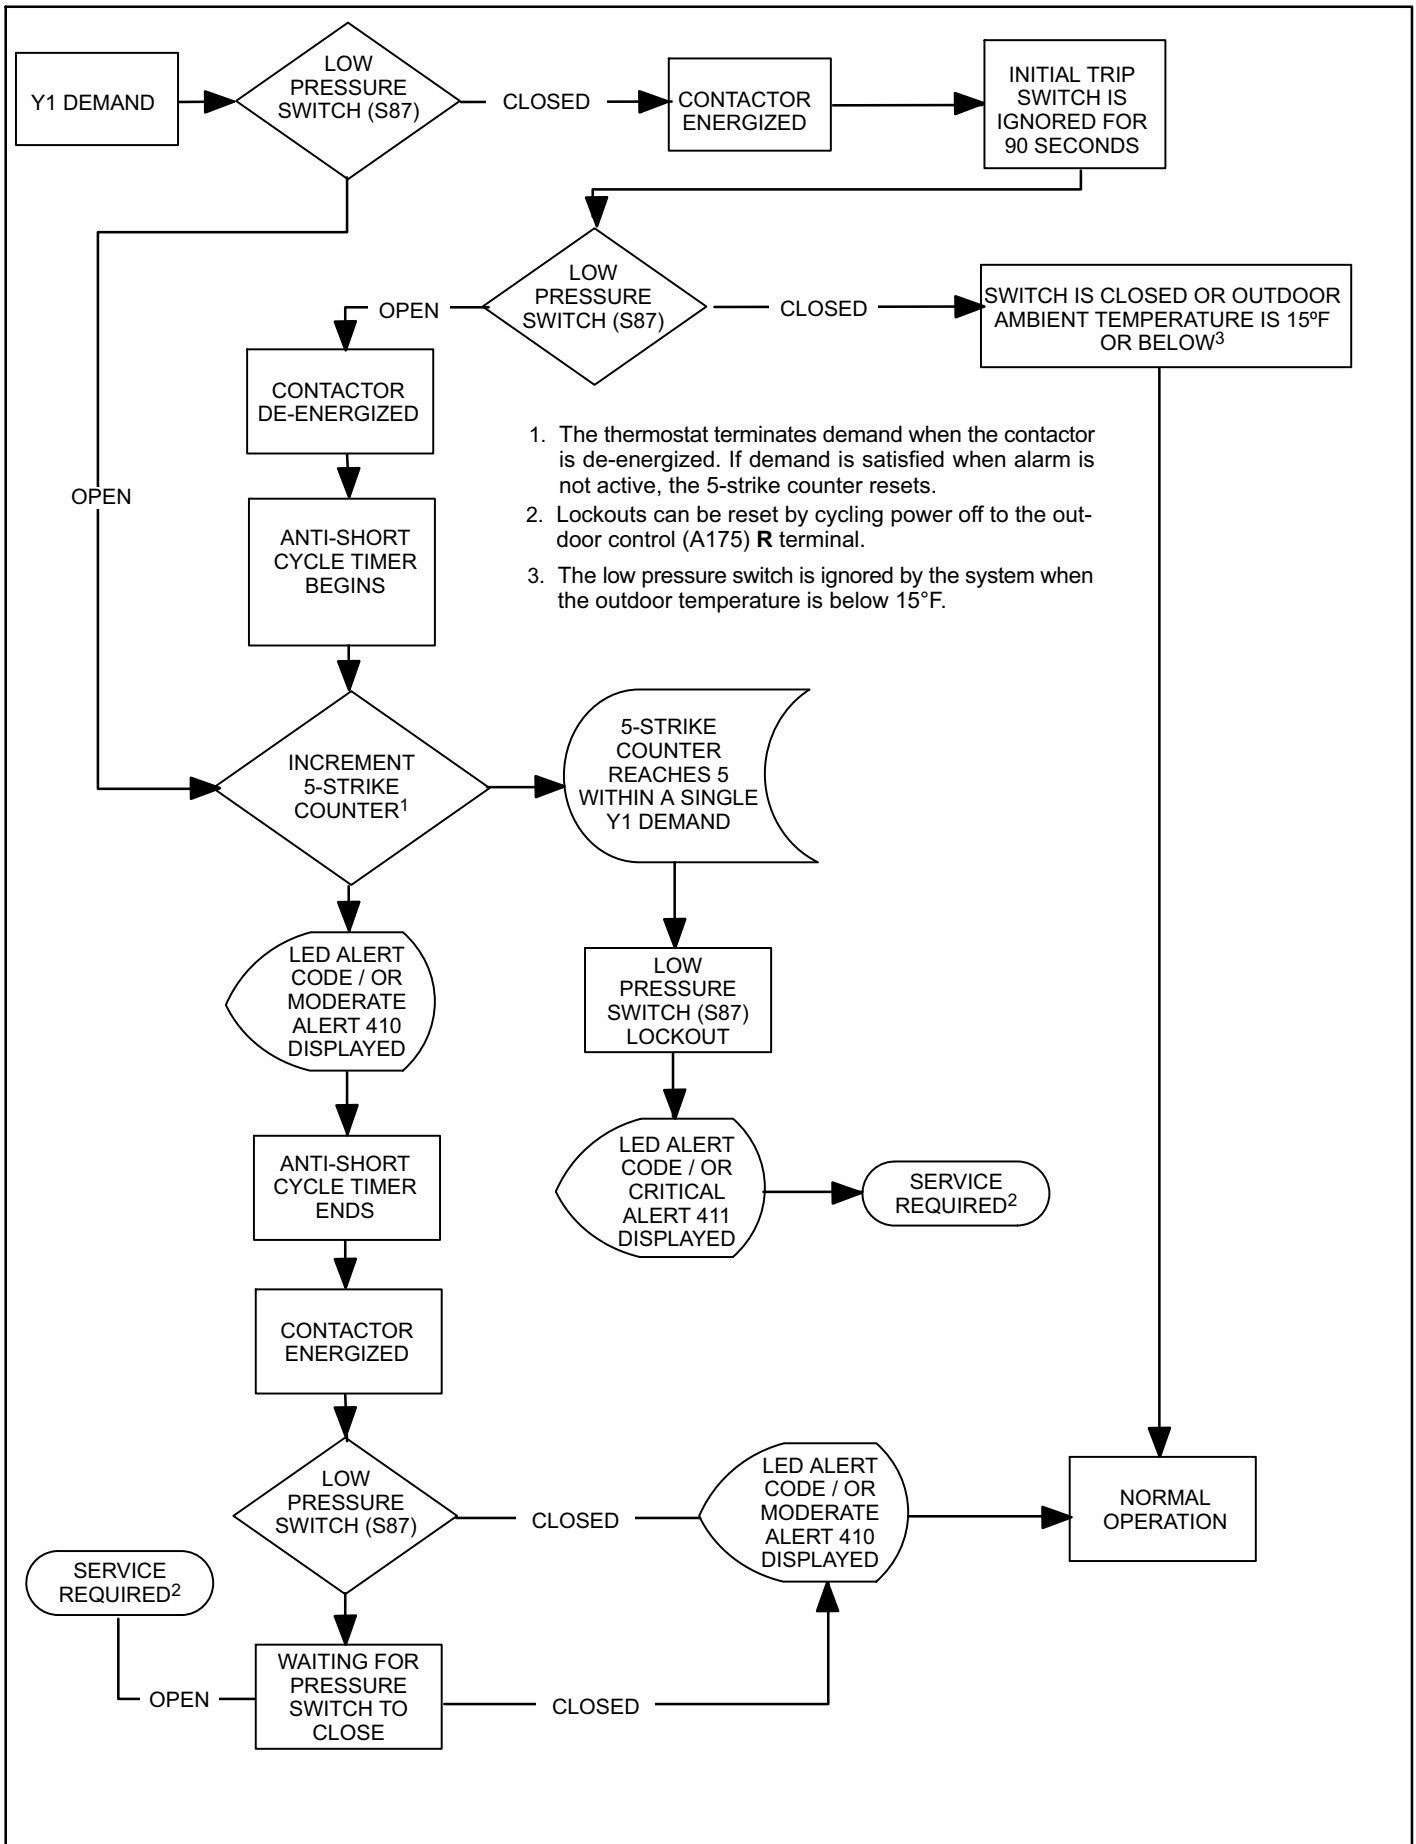 Y1 DEMAND
LOW
PRESSURE
SWITCH (S87)
CLOSED
CONTACTOR
ENERGIZED
INITIAL TRIP
SWITCH IS
IGNORED FOR
90 SECONDS
LOW
PRESSURE
SWITCH (S87)
OPEN
CLOSED
SWITCH IS CLOSED OR OUTDOOR
AMBIENT TEMPERATURE IS 15ºF
OR BELOW3
CONTACTOR
DE-ENERGIZED
1. The thermostat terminates demand when the contactor
is de-energized. If demand is satisfied when alarm is
not active, the 5-strike counter resets.
2. Lockouts can be reset by cycling power off to the out-
door control (A175) R terminal.
3. The low pressure switch is ignored by the system when
the outdoor temperature is below 15°F.
OPEN
ANTI-SHORT
CYCLE TIMER
BEGINS
INCREMENT
5-STRIKE
COUNTER1
5-STRIKE
COUNTER
REACHES 5
WITHIN A SINGLE
Y1 DEMAND
LED ALERT
CODE / OR
MODERATE
ALERT 410
DISPLAYED
LOW
PRESSURE
SWITCH (S87)
LOCKOUT
ANTI-SHORT
CYCLE TIMER
ENDS
LED ALERT
CODE / OR
CRITICAL
ALERT 411
DISPLAYED
SERVICE
REQUIRED2
CONTACTOR
ENERGIZED
LOW
PRESSURE
SWITCH (S87)
CLOSED
LED ALERT
CODE / OR
MODERATE
ALERT 410
DISPLAYED
NORMAL
OPERATION
SERVICE
REQUIRED2
OPEN
WAITING FOR
PRESSURE
SWITCH TO
CLOSE
CLOSED